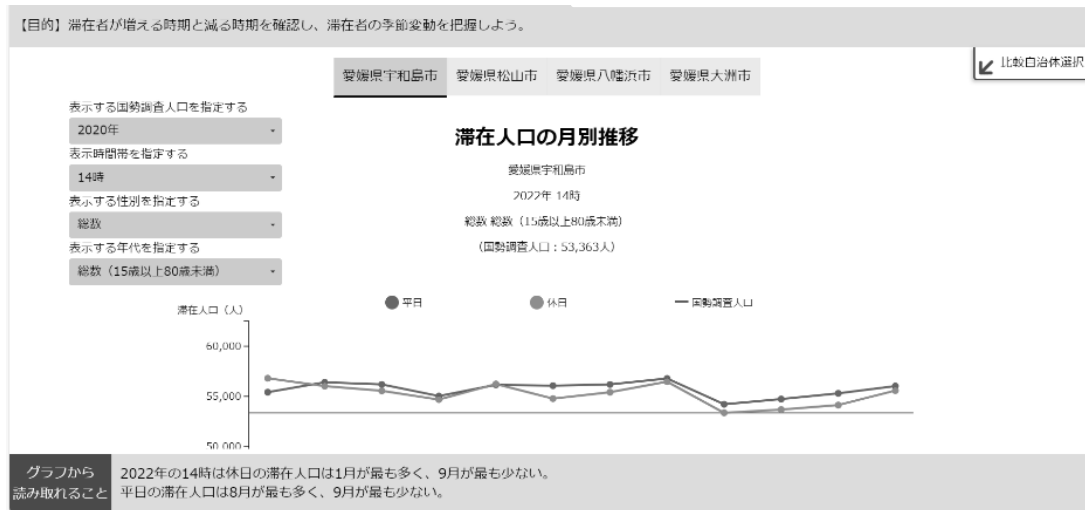 【目的】滞在者が増える時期と減る時期を確認し、滞在者の季節変動を把握しよう。
比較自治体選択
愛媛県宇和島市 愛媛県松山市 愛媛県八幡浜市 愛媛県大洲市
表示する国勢調査人口を指定する
2020年
表示時間帯を指定する
14時
表示する性別を指定する
総数
表示する年代を指定する
総数（15歳以上80歳未満）
滞在人口の月別推移
愛媛県宇和島市
2022年 14時
総数 総数（15歳以上80歳未満）
（国勢調査人口：53,363人）
滞在人口（人）
平日 休日 国勢調査人口
60,000
55,000
50,000
グラフから
読み取れること
2022年の14時は休日の滞在人口は1月が最も多く、9月が最も少ない。
平日の滞在人口は8月が最も多く、9月が最も少ない。